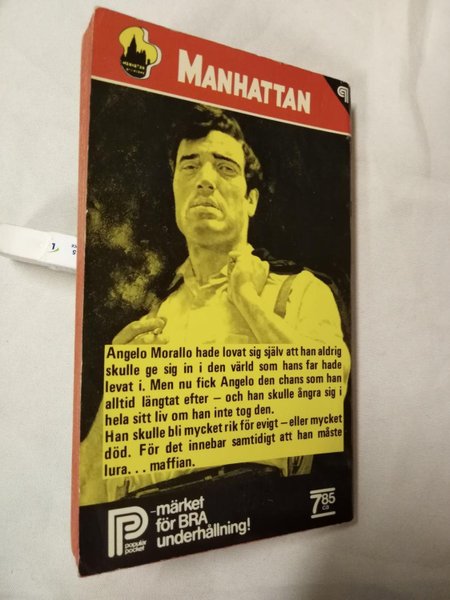 MANHATTAN
Angelo Morallo hade lovat sig själv att han aldrig
skulle ge sig in i den värld som hans far hade
levat i. Men nu fick Angelo den chans som han
alltid längtat efter – och han skulle ångra sig i
hela sitt liv om han inte tog den.
Han skulle bli mycket rik för evigt – eller mycket
död. För det innebar samtidigt att han måste
lura. . . maffian.
P
popular
pocket
-märket
för BRA
underhållning!
7 85
ca